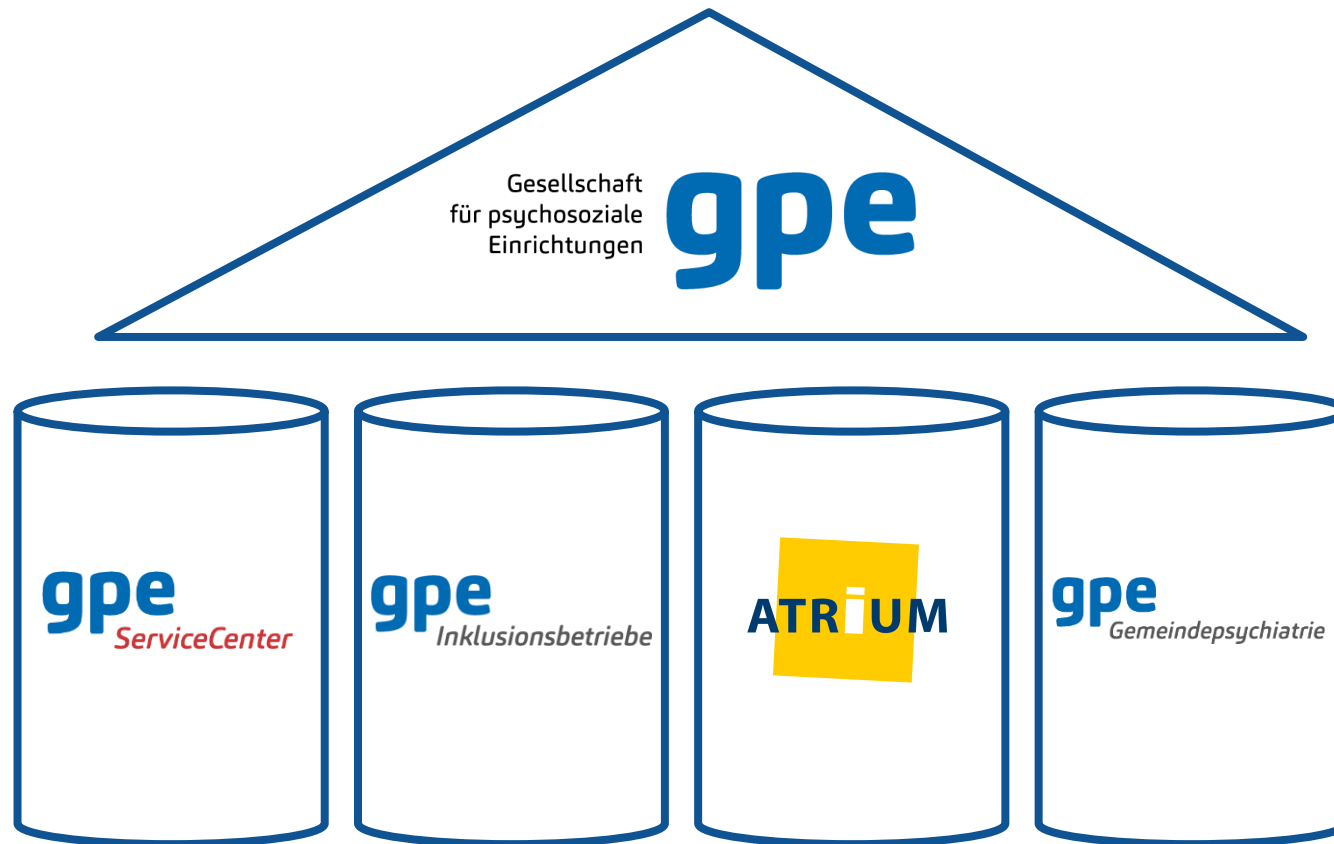 Gesellschaft
für psychosoziale
Einrichtungen
gpe
gpe
ServiceCenter
gpe
Inklusionsbetriebe
ATRiUM
gpe
Gemeindepsychiatrie